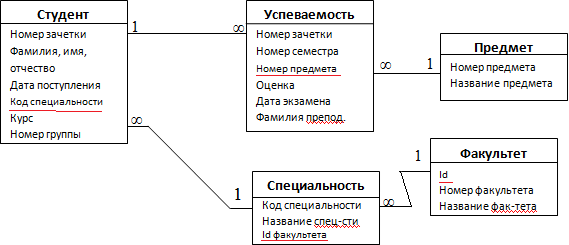 Студент
Номер зачетки
Фамилия, имя,
отчество
Дата поступления
Код специальности
Курс
Номер группы
1
∞
Успеваемость
Номер зачетки
Номер семестра
Номер предмета
Оценка
Дата экзамена
Фамилия препод.
∞
1
Предмет
Номер предмета
Название предмета
∞
1
Специальность
Код специальности
Название спец-сти
Id факультета
∞
1
Факультет
Id
Номер факультета
Название фак-тета